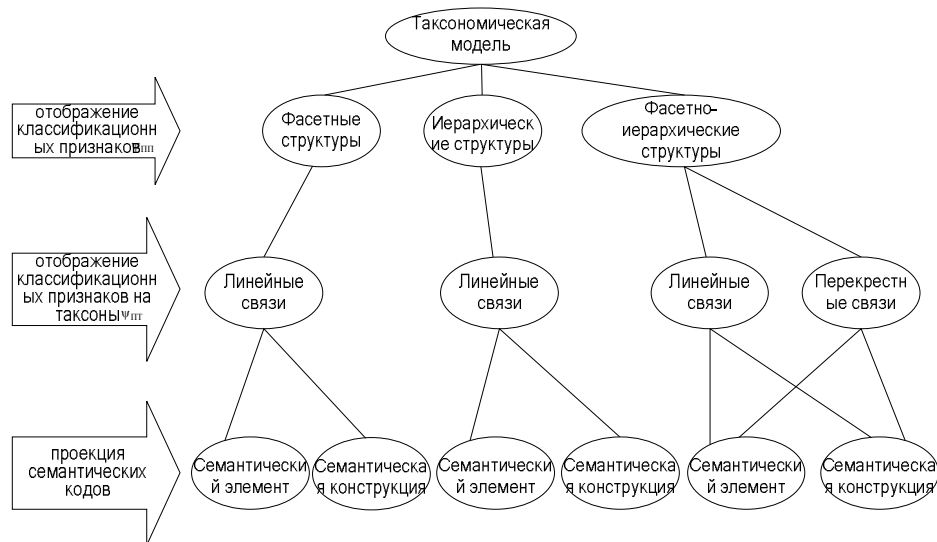 Таксономическая
модель
отображение
классификационн
ых признаков
Фасетные
структуры
Иерархическ
ие структуры
Фасетно–
иерархические
структуры
отображение
классификационн
ых признаков на
таксоны ψпт
Линейные
связи
Линейные
связи
Линейные
связи
Перекрестн
ые связи
проекция
семантических
кодов
Семантически
й элемент
Семантическа
я конструкция
Семантически
й элемент
Семантическа
я конструкция
Семантически
й элемент
Семантическа
я конструкция